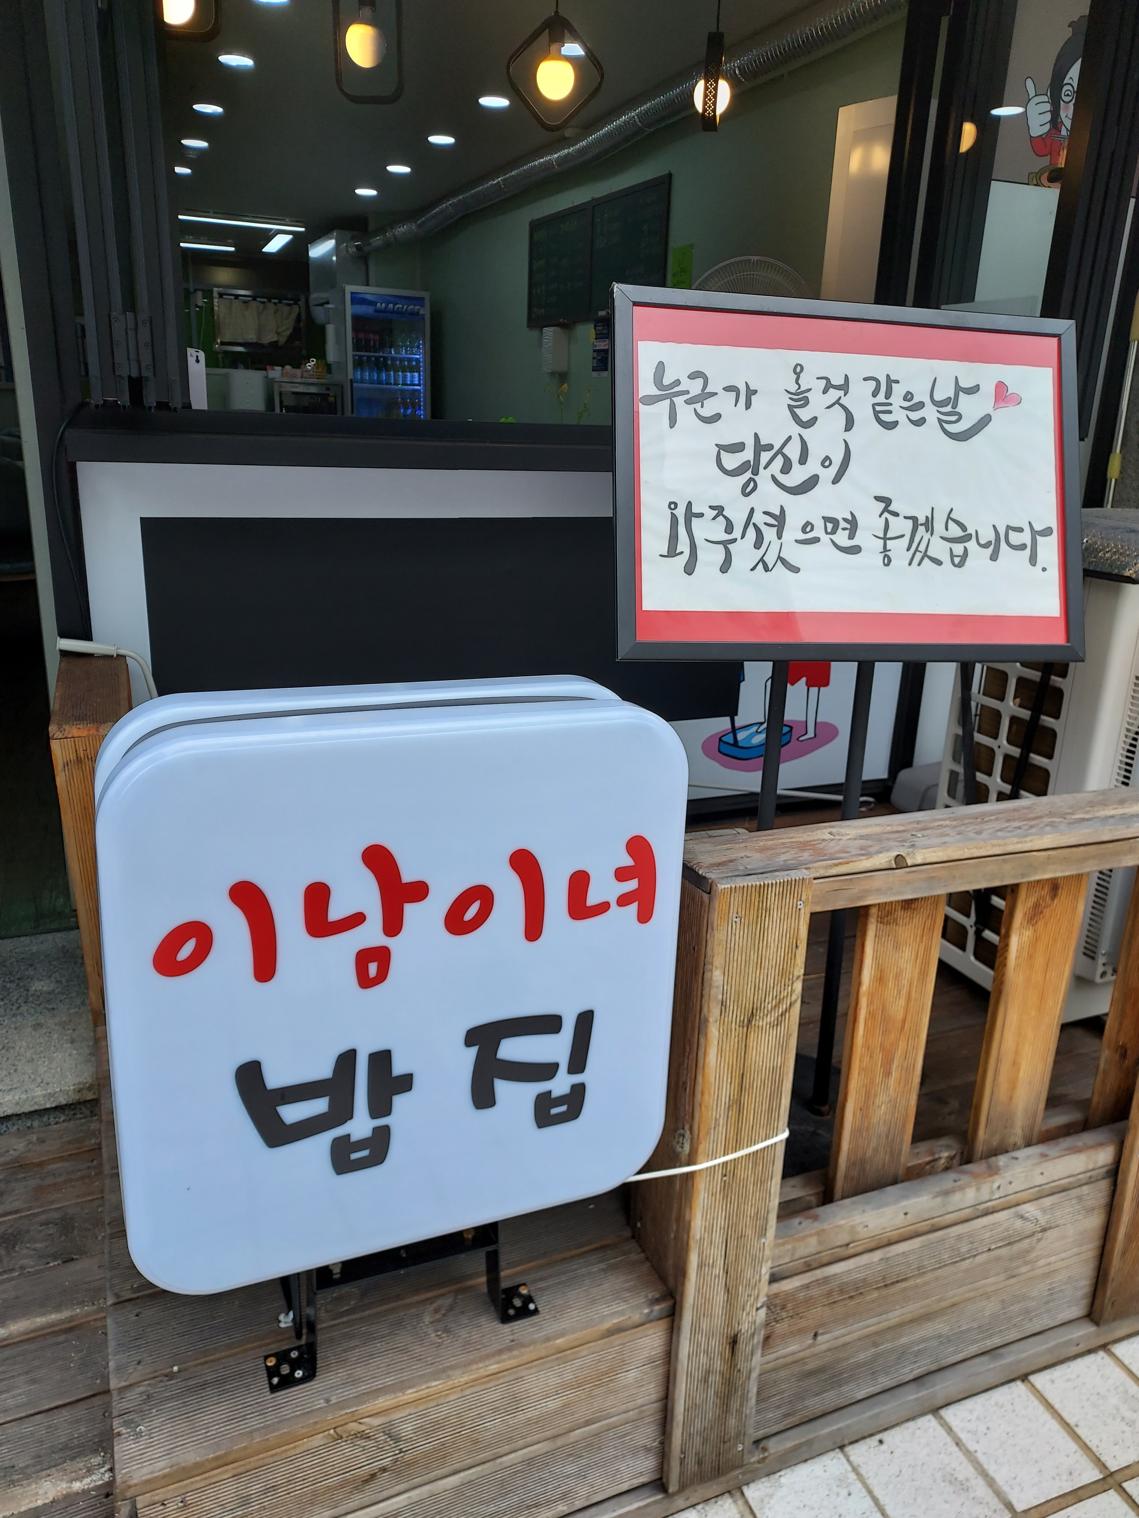 MAGICE
누군가 올것 같은날
당신이
와주셨으면 좋겠습니다.
이남이녀
밥집